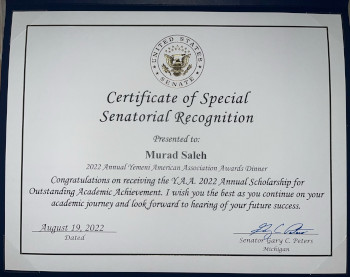 UNITED STATES
SENATE
Certificate of Special
Senatorial Recognition
Presented to:
Murad Saleh
2022 Annual Yemeni American Association Awards Dinner
Congratulations on receiving the Y.A.A. 2022 Annual Scholarship for
Outstanding Academic Achievement. I wish you the best as you continue on your
academic journey and look forward to hearing of your future success.
August 19, 2022
Dated
Senator Gary C. Peters
Michigan